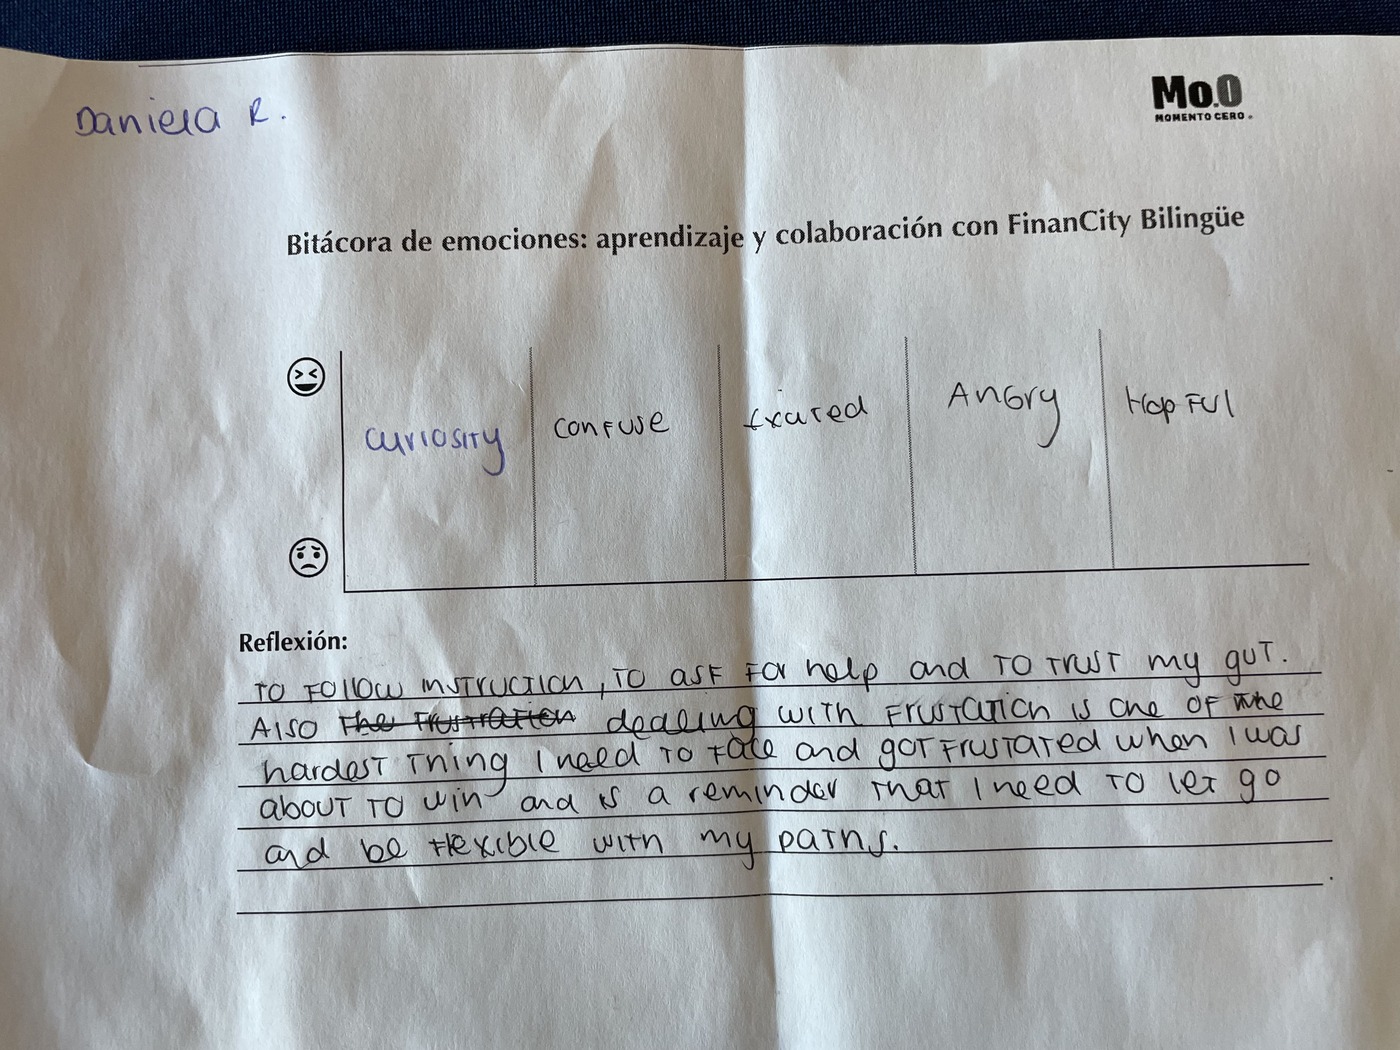 Daniela R.
Mo.O
MOMENTO CERO
Bitácora de emociones: aprendizaje y colaboración con FinanCity Bilingüe
curiosity confuse Exited Angry HopFul
Reflexión:
To Follow instruction, To ask For help and To Trust my gut.
Also The Frustration dealing with Frustation is one of the
hardest Thing I need To Face and got Frustated when I was
about To win and is a reminder that I need To let go
and be flexible with my paths.